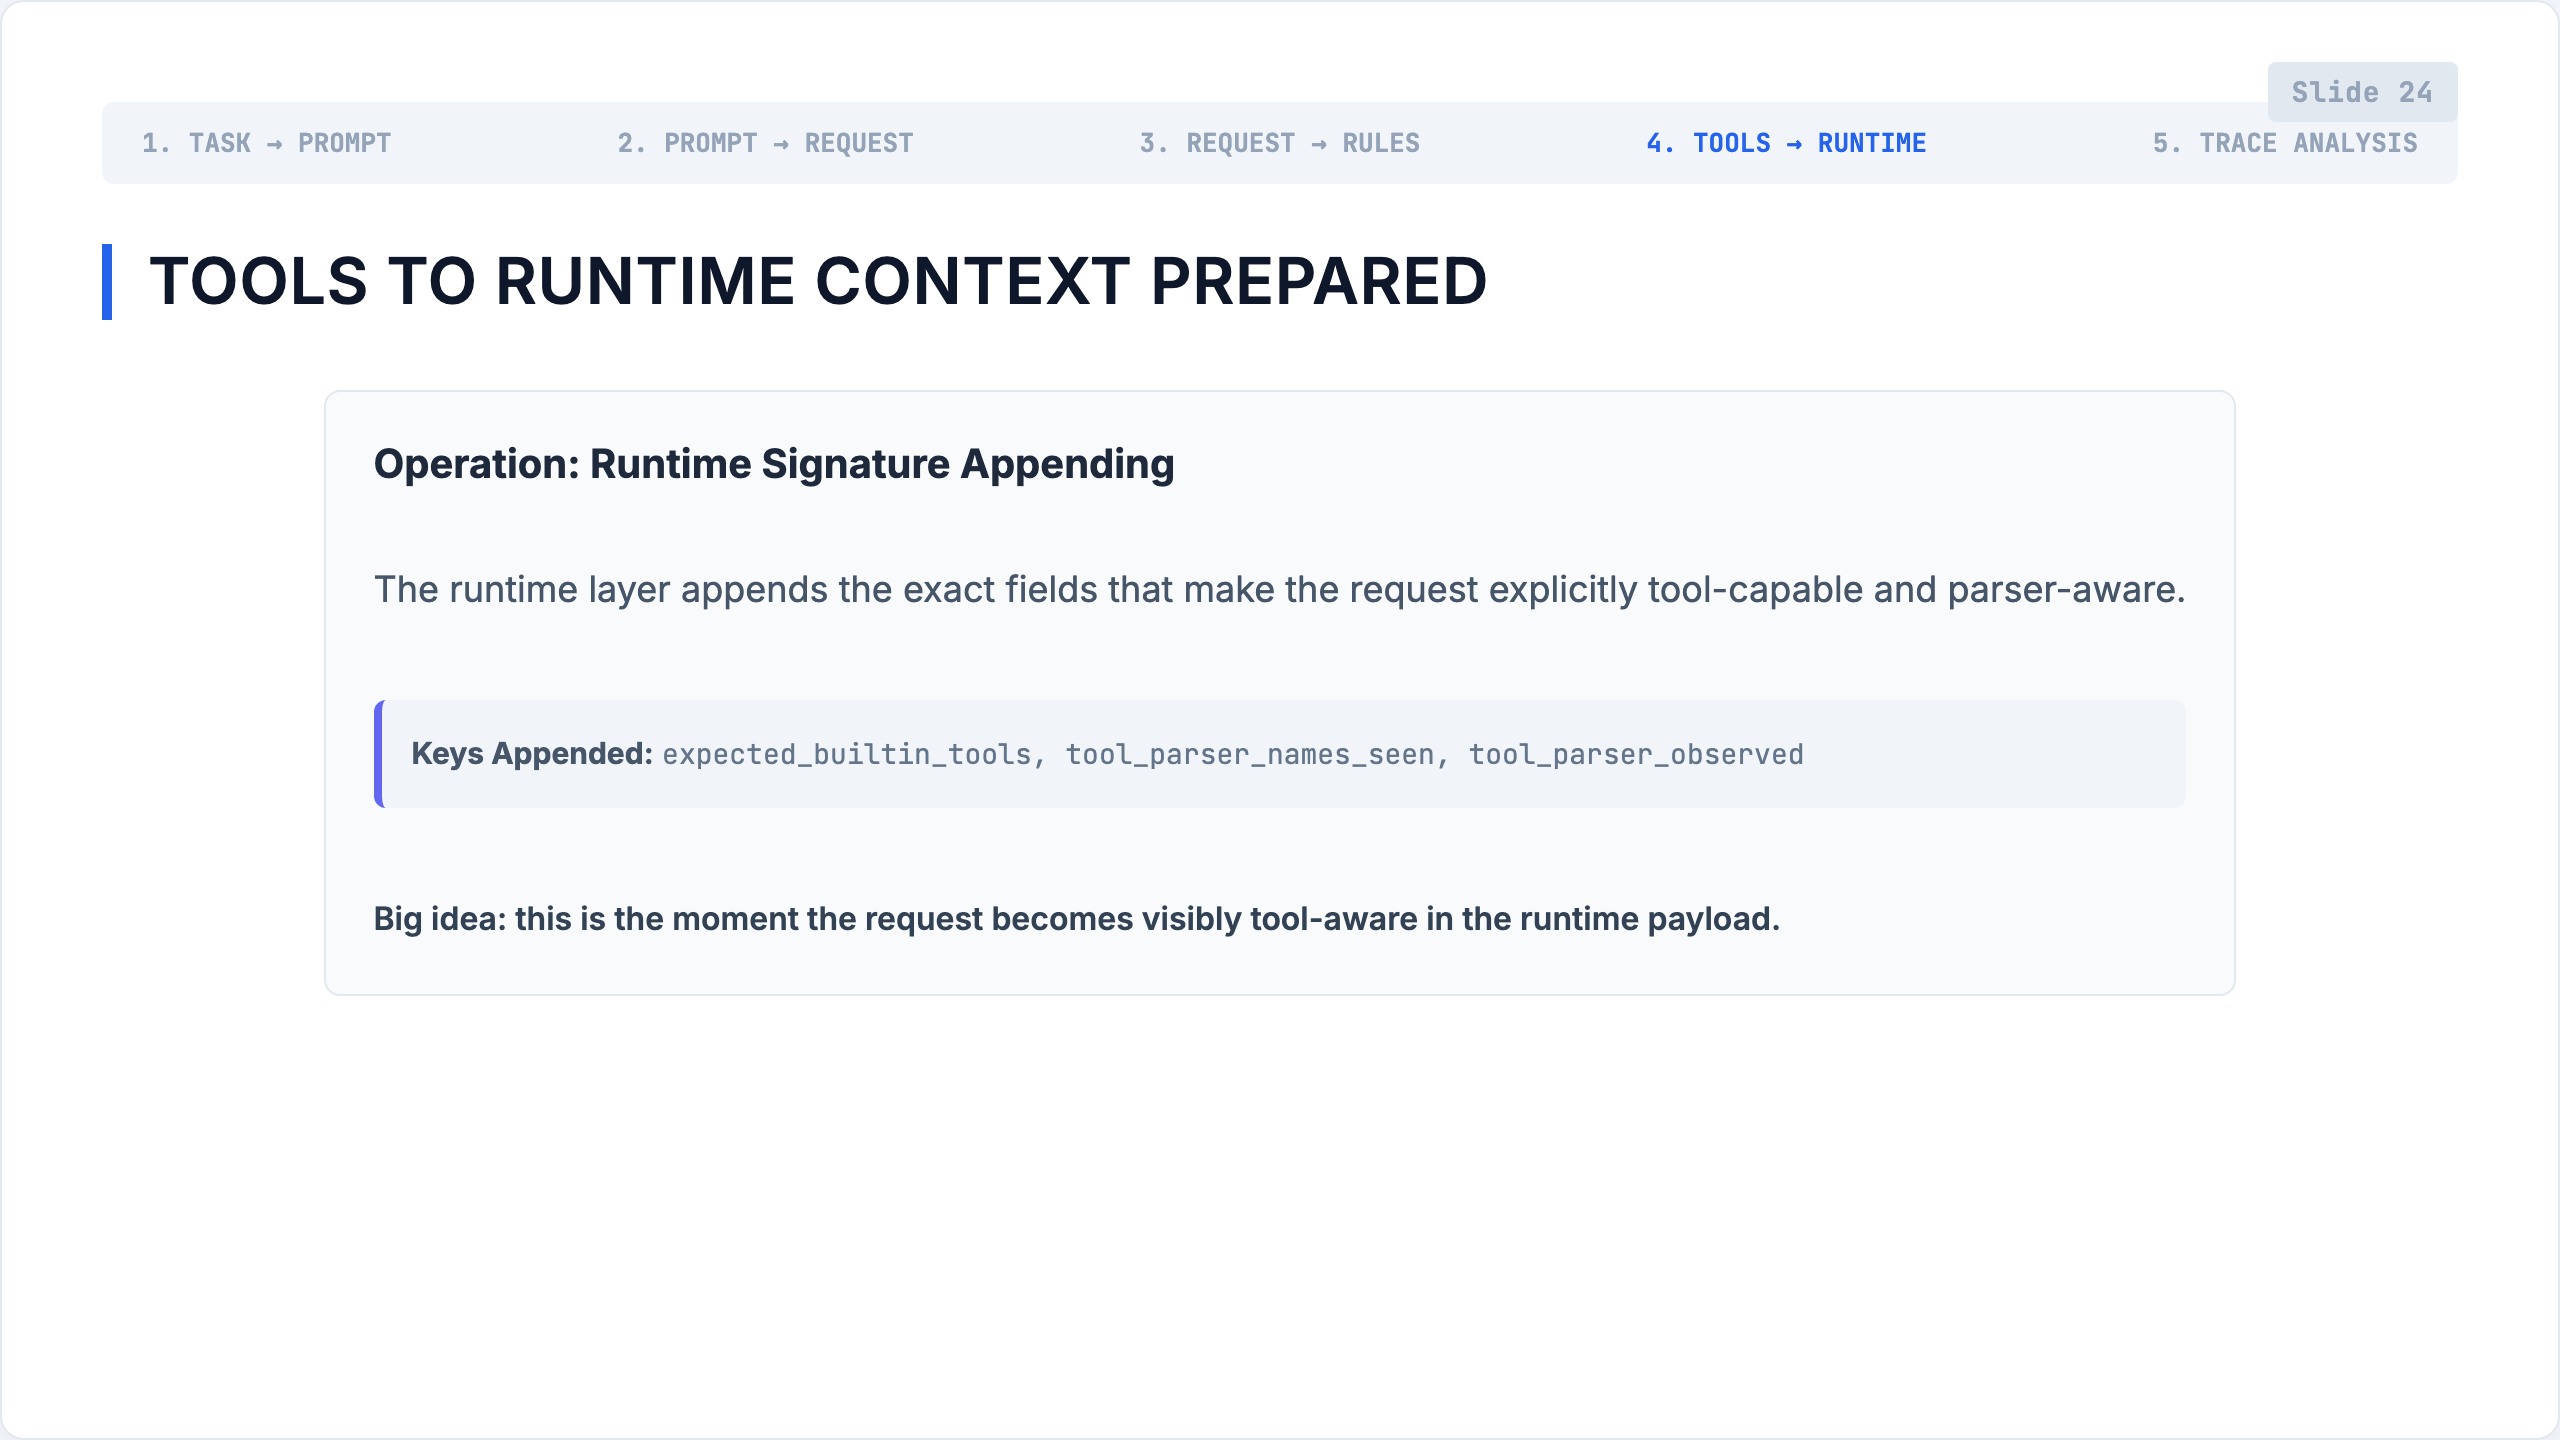 Slide 24
1. TASK → PROMPT
2. PROMPT → REQUEST
3. REQUEST → RULES
4. TOOLS → RUNTIME
5. TRACE ANALYSIS
TOOLS TO RUNTIME CONTEXT PREPARED
Operation: Runtime Signature Appending
The runtime layer appends the exact fields that make the request explicitly tool-capable and parser-aware.
Keys Appended: expected_builtin_tools, tool_parser_names_seen, tool_parser_observed
Big idea: this is the moment the request becomes visibly tool-aware in the runtime payload.